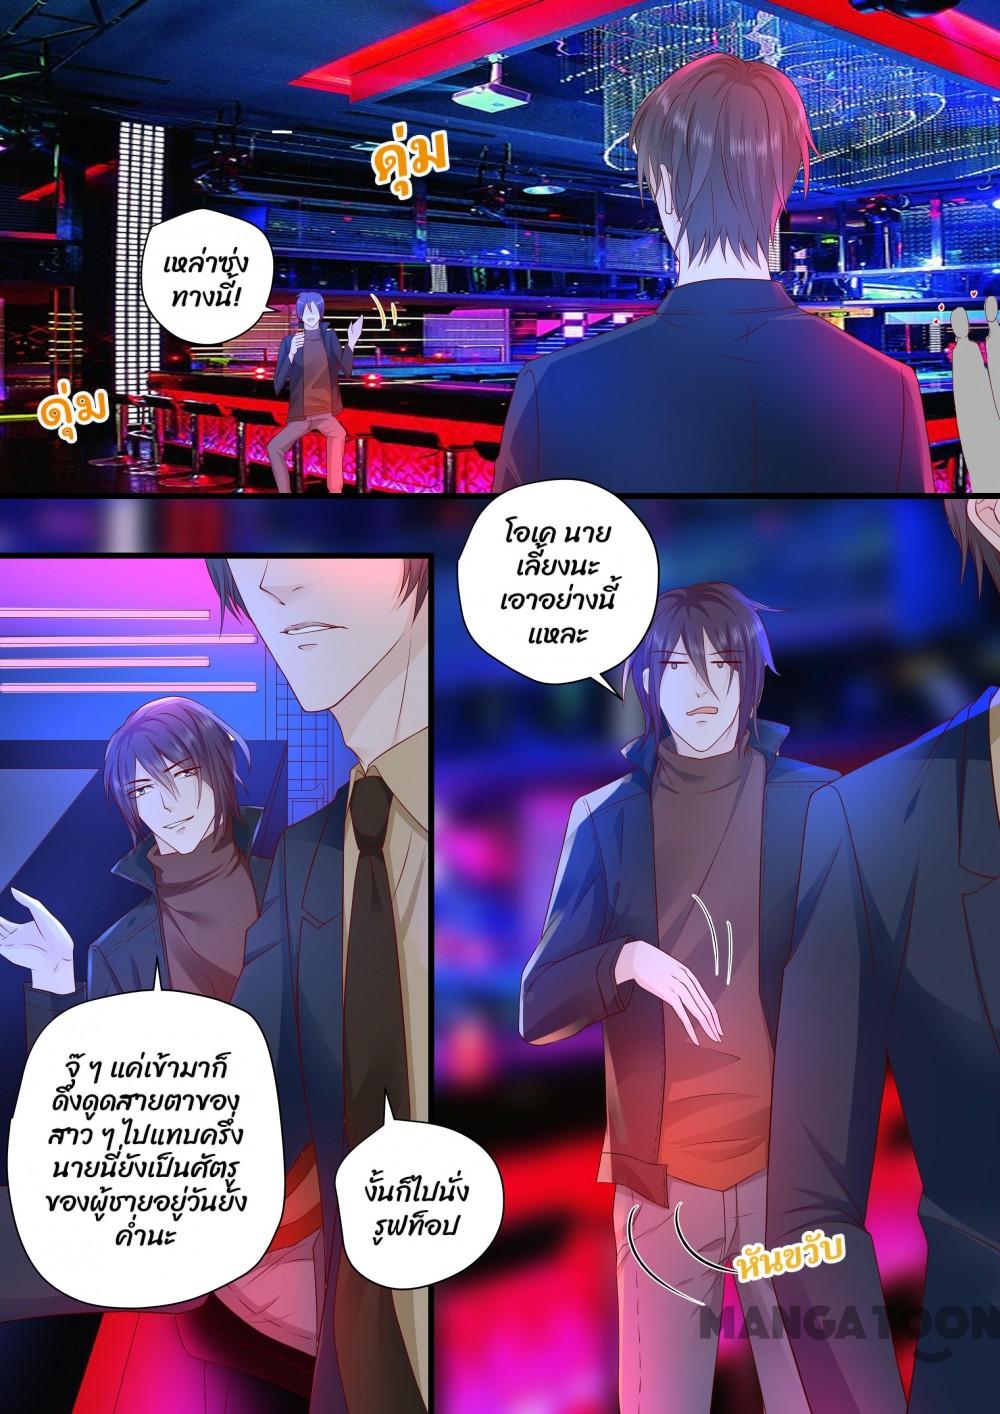 ดุ่ม
เหล่าซ่ง
ทางนี้!
ดุ่ม
โอเค นาย
เลี้ยงนะ
เอาอย่างนี้
แหละ
จุ๊ ๆ แค่เข้ามาก็
ดึงดูดสายตาของ
สาว ๆ ไปแทบครึ่ง
นายนี่ยังเป็นศัตรู
ของผู้ชายอยู่วันยัง
ค่ำนะ
งั้นก็ไปนั่ง
รูฟท็อป
หันขวับ
MANGA TOON